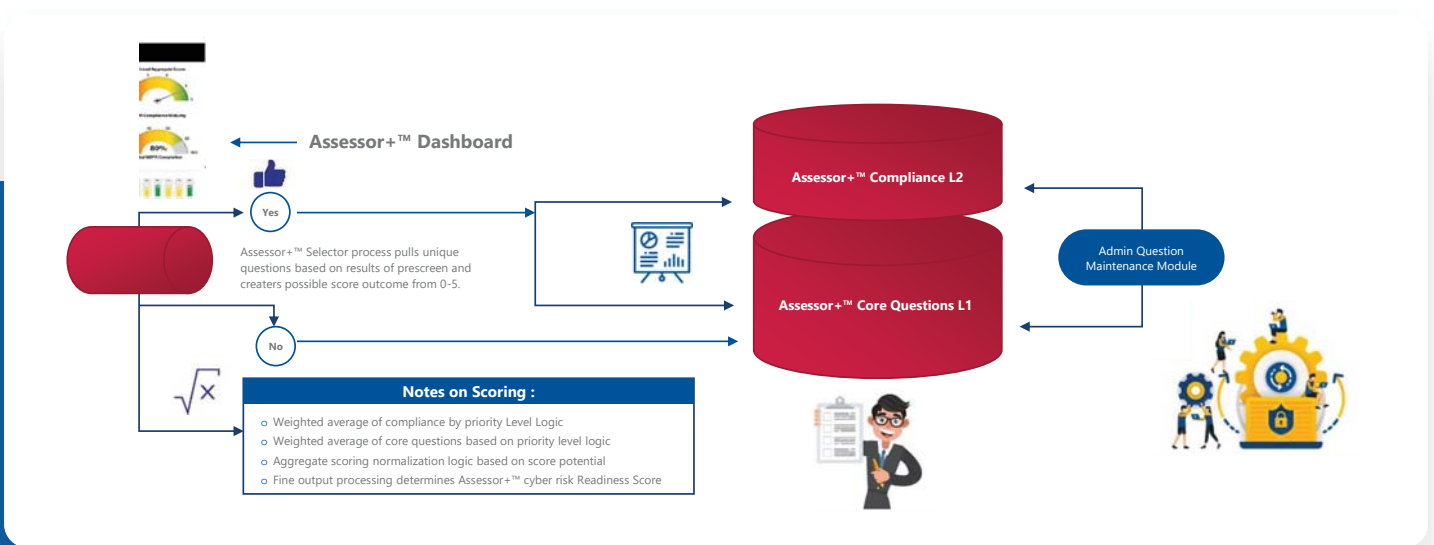 Assessor+™ Dashboard
80%
Yes
Assessor+™ Selector process pulls unique
questions based on results of prescreen and
creaters possible score outcome from 0-5.
No
Assessor+™ Compliance L2
Assessor+™ Core Questions L1
Admin Question
Maintenance Module
√x
Notes on Scoring :
Weighted average of compliance by priority Level Logic
Weighted average of core questions based on priority level logic
Aggregate scoring normalization logic based on score potential
Fine output processing determines Assessor+™ cyber risk Readiness Score